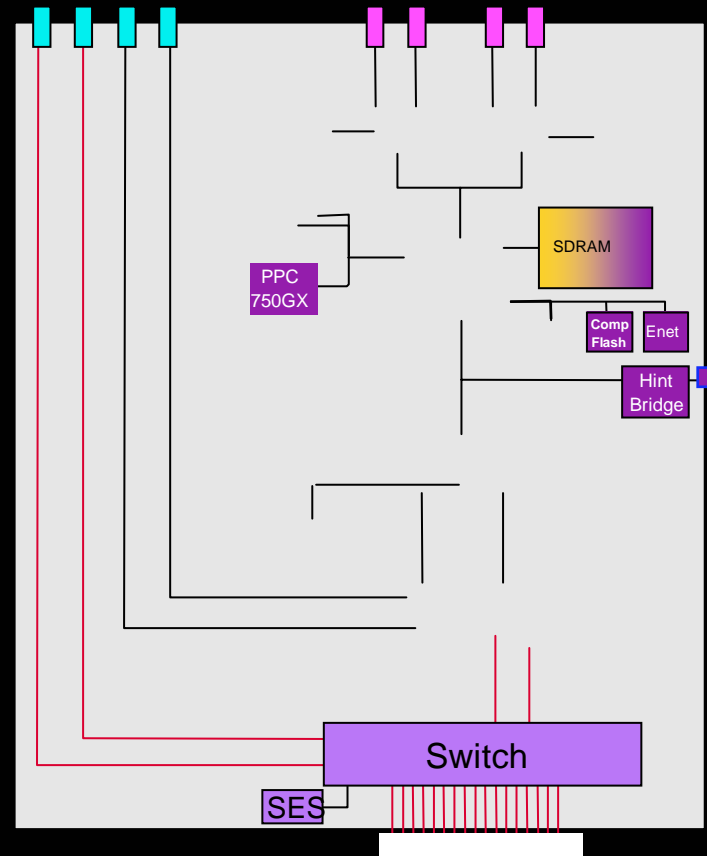 SDRAM
PPC
750GX
Comp
Flash
Enet
Hint
Bridge
Switch
SES